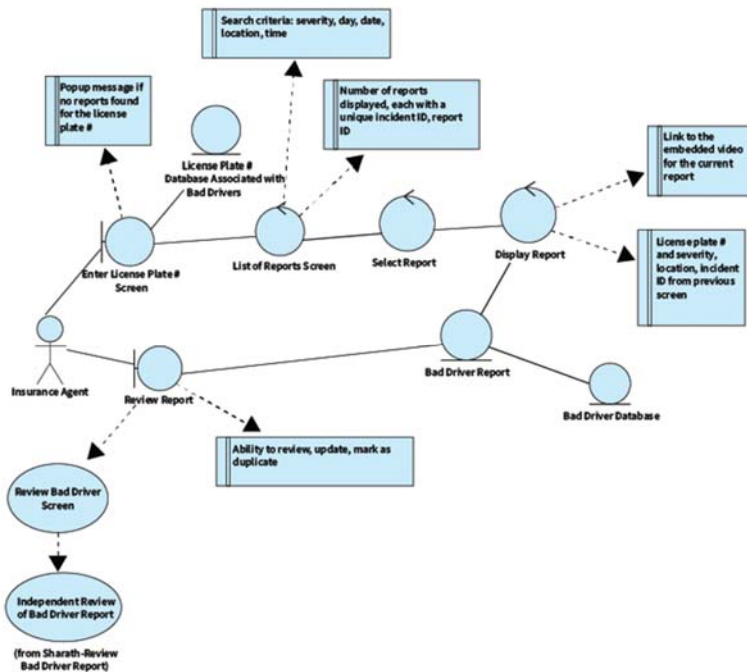 Search criteria: severity, day, date,
location, time
Popup message if
no reports found
for the license
plate #
Number of reports
displayed, each with a
unique incident ID, report
ID
License Plate #
Database Associated with
Bad Drivers
Link to the
embedded video
for the current
report
Enter License Plate #
Screen
List of Reports Screen
Select Report
Display Report
License plate #
and severity,
location, incident
ID from previous
screen
Insurance Agent
Review Report
Bad Driver Report
Bad Driver Database
Ability to review, update, mark as
duplicate
Review Bad Driver
Screen
Independent Review
of Bad Driver Report
(from Sharath-Review
Bad Driver Report)